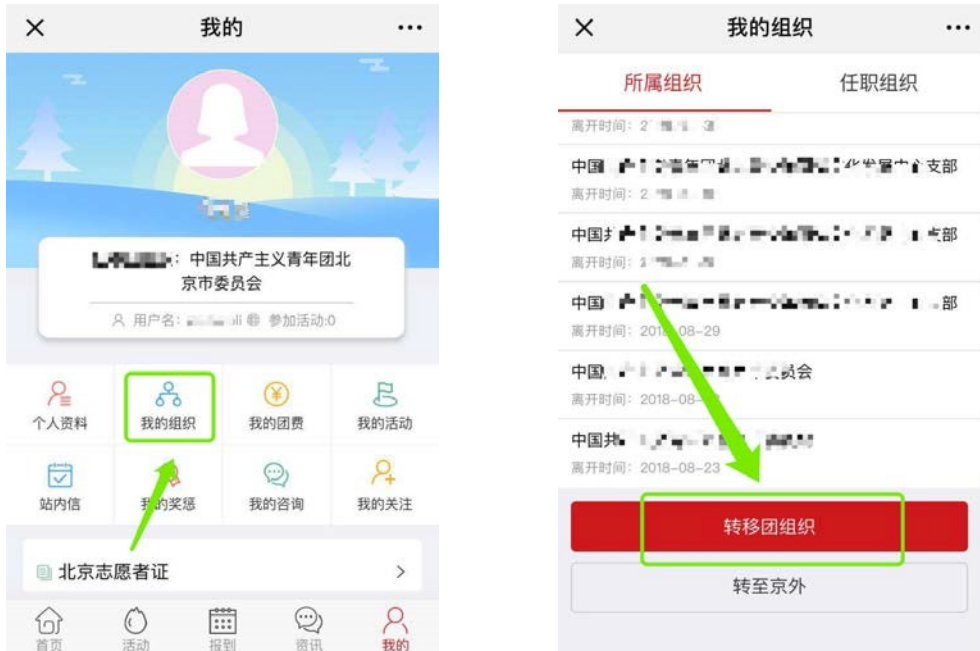 我的
：中国共产主义青年团北
京市委员会
用户名：
参加活动:0
个人资料
我的组织
我的团费
我的活动
站内信
我的奖惩
我的咨询
我的关注
北京志愿者证
首页
活动
报到
资讯
我的
我的组织
所属组织
任职组织
离开时间：
中国
支部
离开时间：
中国
支部
离开时间：
中国
部
离开时间：2018-08-29
中国
委员会
离开时间：2018-08-
中国共
离开时间：2018-08-23
转移团组织
转至京外